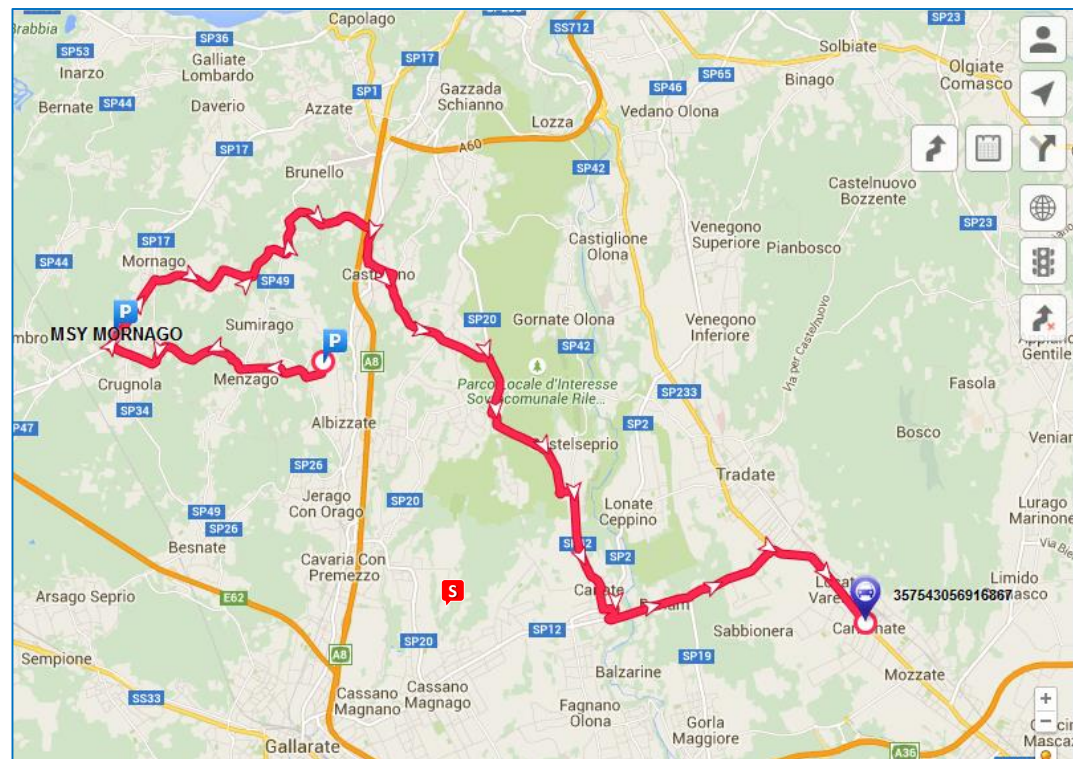 Brabbia
SP36
Capolago
SS712
SP23
SP53
Inarzo
Galliate
Lombardo
SP17
Solbiate
Bernate
SP44
Daverio
SP1
Gazzada
Schianno
SP65
Binago
Olgiate
Comasco
Azzate
SP46
Vedano Olona
Lozza
SP17
A60
SP42
Brunello
Castelnuovo
Bozzente
SP23
SP17
SP44
Mornago
Castiglione
Olona
Venegono
Superiore
Pianbosco
SP49
P
MSY MORNAGO
Sumirago
P
SP20
Gornate Olona
Venegono
Inferiore
Via per Castelnuovo
Gentile
Crugnola
Menzago
A8
SP42
Parco Locale d'Interesse
Sovracomunale Rile...
Fasola
SP34
Albizzate
SP233
SP47
SP2
Bosco
SP26
Tradate
Jerago
Con Orago
SP20
Lonate
Ceppino
Lurago
Marinone
SP49
SP26
Besnate
SP2
Cavaria Con
Premezzo
S
Limido
Arsago Seprio
E62
357543056916867
SP20
SP12
Sabbionera
Sempione
A8
Balzarine
SP19
Mozzate
SS33
Cassano
Magnano
Cassano
Magnago
Fagnano
Olona
Gorla
Maggiore
Gallarate
A36
+
−